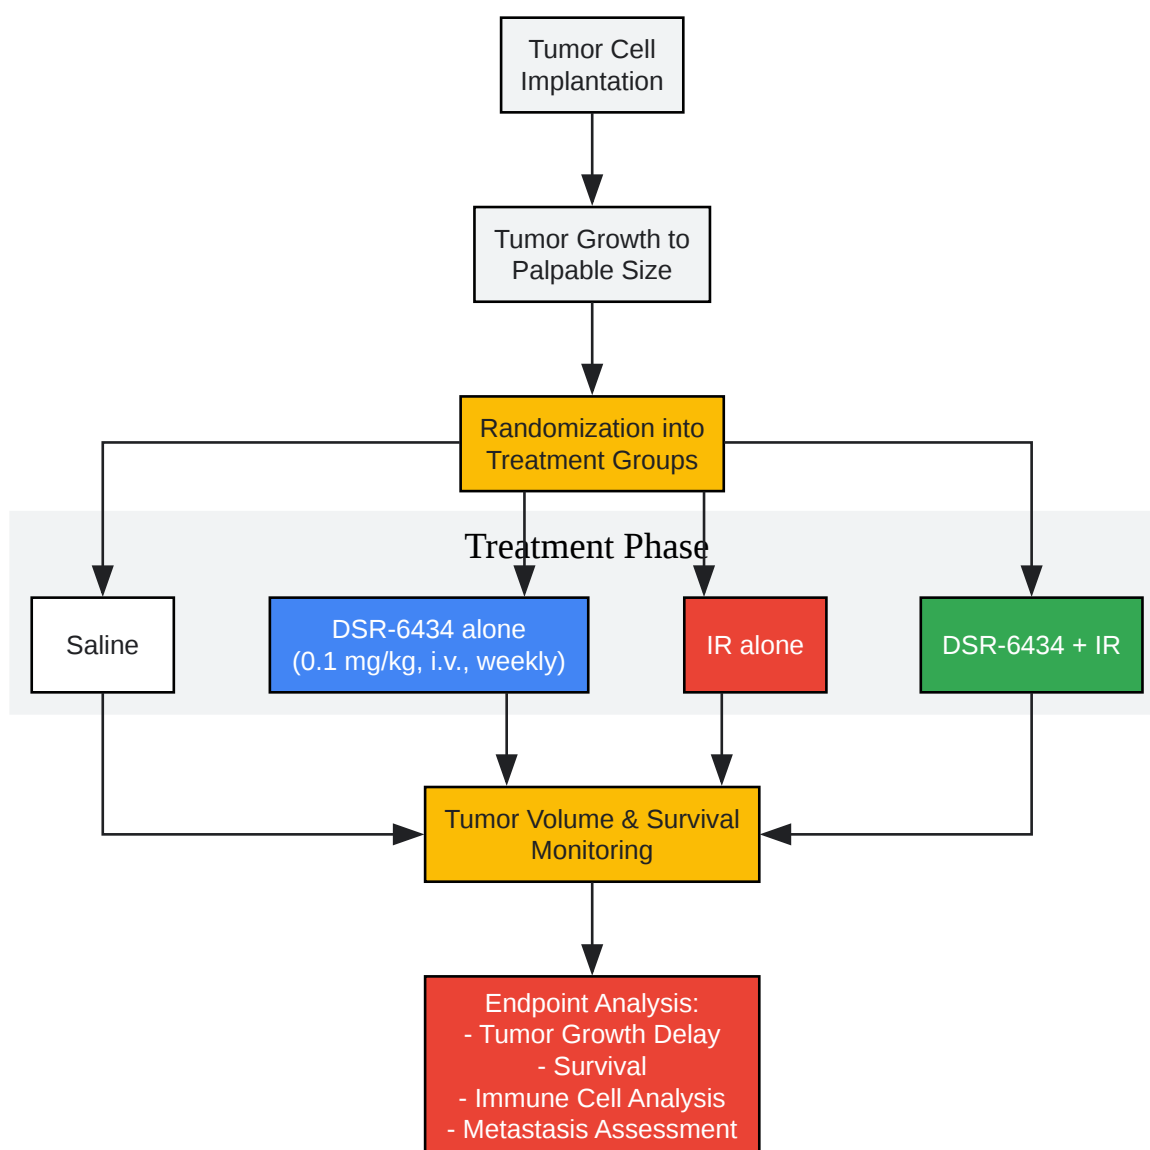 Tumor Cell
Implantation
Tumor Growth to
Palpable Size
Randomization into
Treatment Groups
Treatment Phase
Saline
DSR-6434 alone
(0.1 mg/kg, i.v., weekly)
IR alone
DSR-6434 + IR
Tumor Volume & Survival
Monitoring
Endpoint Analysis:
- Tumor Growth Delay
- Survival
- Immune Cell Analysis
- Metastasis Assessment